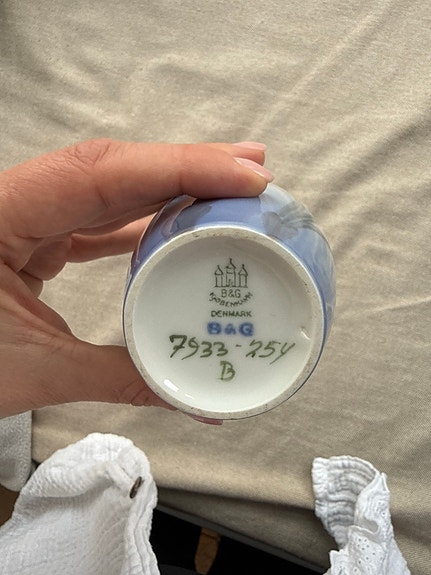 B&G
KJØBENHAVN
DENMARK
B&G
7933-254
B